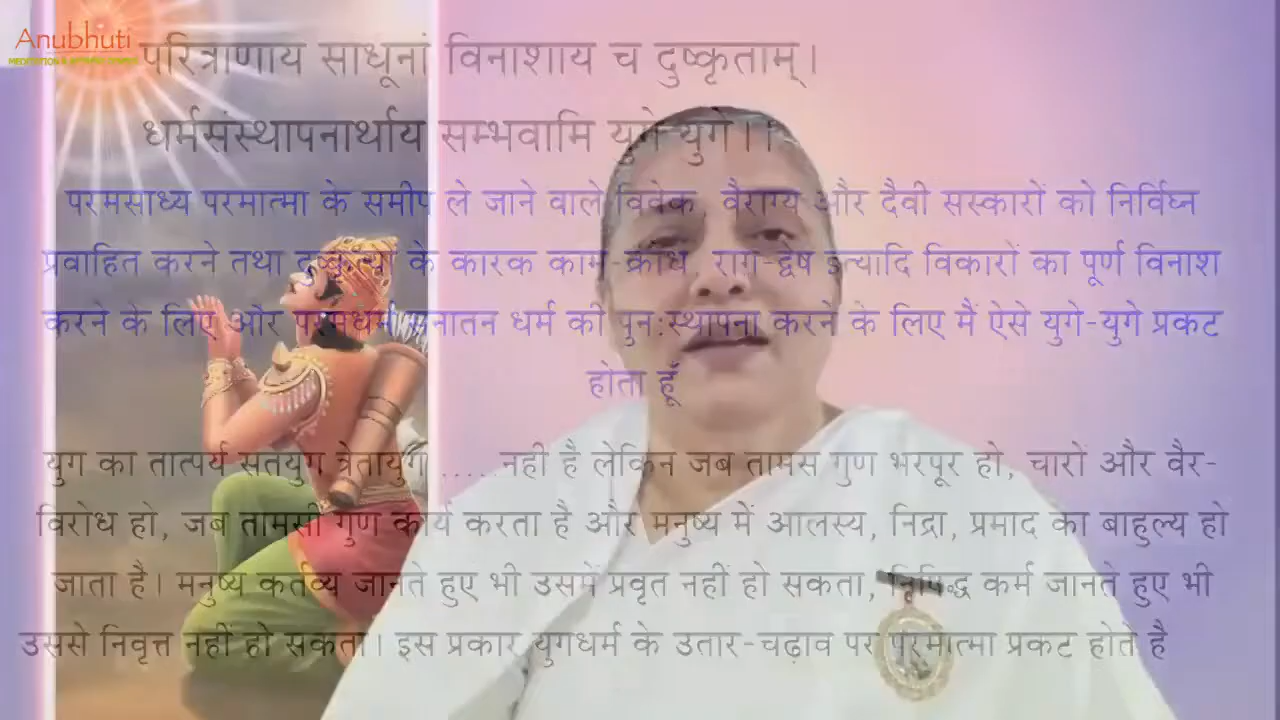 Anubhuti
परित्राणाय साधूनां विनाशाय च दुष्कृताम्।
धर्मसंस्थापनार्थाय सम्भवामि युगे-युगे।।
परमसाध्य परमात्मा के समीप ले जाने वाले विवेक, वैराग्य और दैवी सस्कारों को निर्विघ्न
प्रवाहित करने तथा के कारक काम-क्रोध, राग-द्वेष इत्यादि विकारों का पूर्ण विनाश
करने के लिए और परमधर्म सनातन धर्म की पुन:स्थापना करने के लिए मैं ऐसे युगे-युगे प्रकट
होता हूँ
युग का तात्पर्य सतयुग त्रेतायुग .....नहीं है लेकिन जब तामस गुण भरपूर हो, चारों और वैर-
विरोध हो, जब तामसी गुण कार्य करता है और मनुष्य में आलस्य, निद्रा, प्रमाद का बाहुल्य हो
जाता है। मनुष्य कर्तव्य जानते हुए भी उसमें प्रवृत नहीं हो सकता, निषिद्ध कर्म जानते हुए भी
उससे निवृत्त नहीं हो सकता। इस प्रकार युगधर्म के उतार-चढ़ाव पर परमात्मा प्रकट होते है